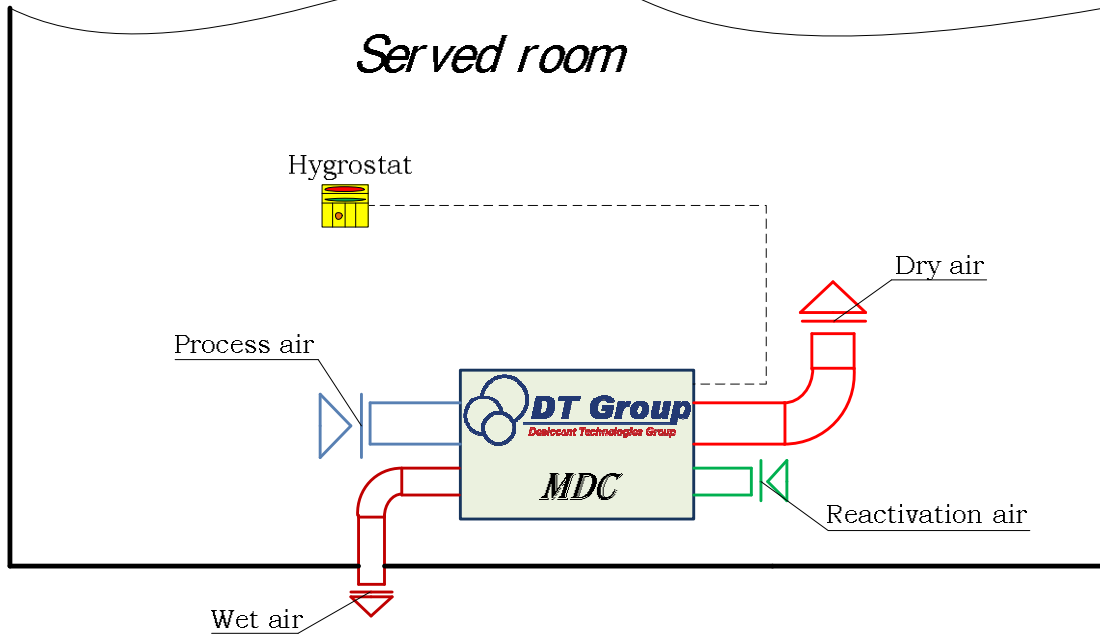 Served room
Hygrostat
Dry air
Process air
DT Group
Desiccant Technologies Group
MDC
Reactivation air
Wet air